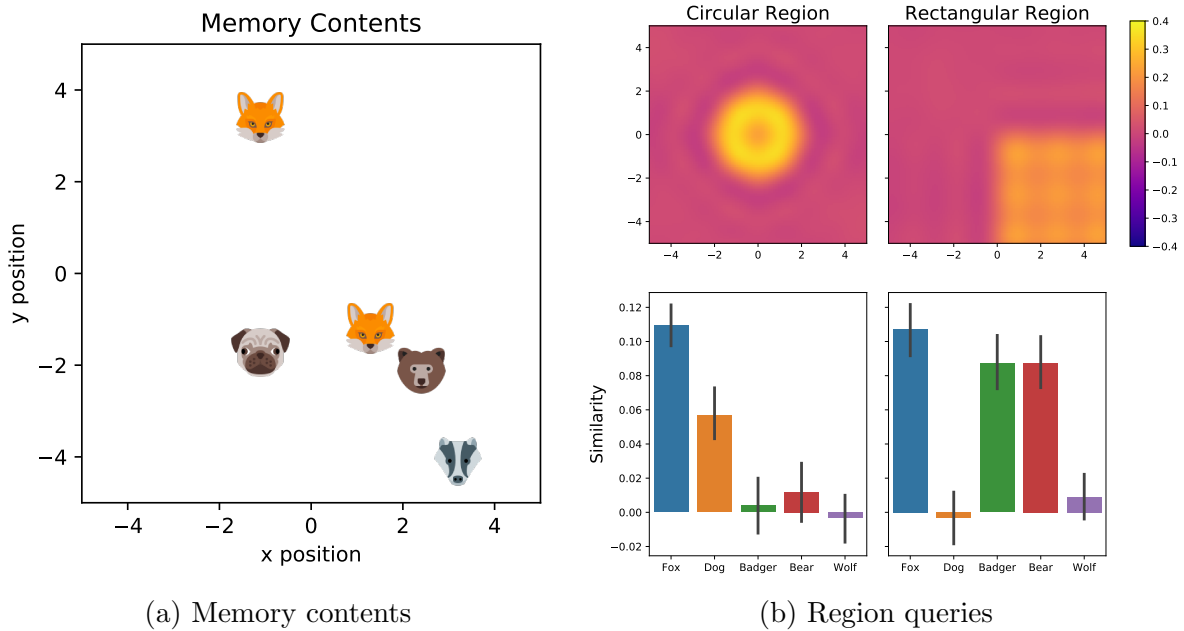 Memory Contents
4
2
0
−2
−4
y position
−4 −2 0 2 4
x position
(a) Memory contents
Circular Region
4
2
0
−2
−4
−4 −2 0 2 4
Rectangular Region
−4 −2 0 2 4
0.4
0.3
0.2
0.1
0.0
−0.1
−0.2
−0.3
−0.4
Similarity
0.12
0.10
0.08
0.06
0.04
0.02
0.00
−0.02
Fox Dog Badger Bear Wolf
Fox Dog Badger Bear Wolf
(b) Region queries